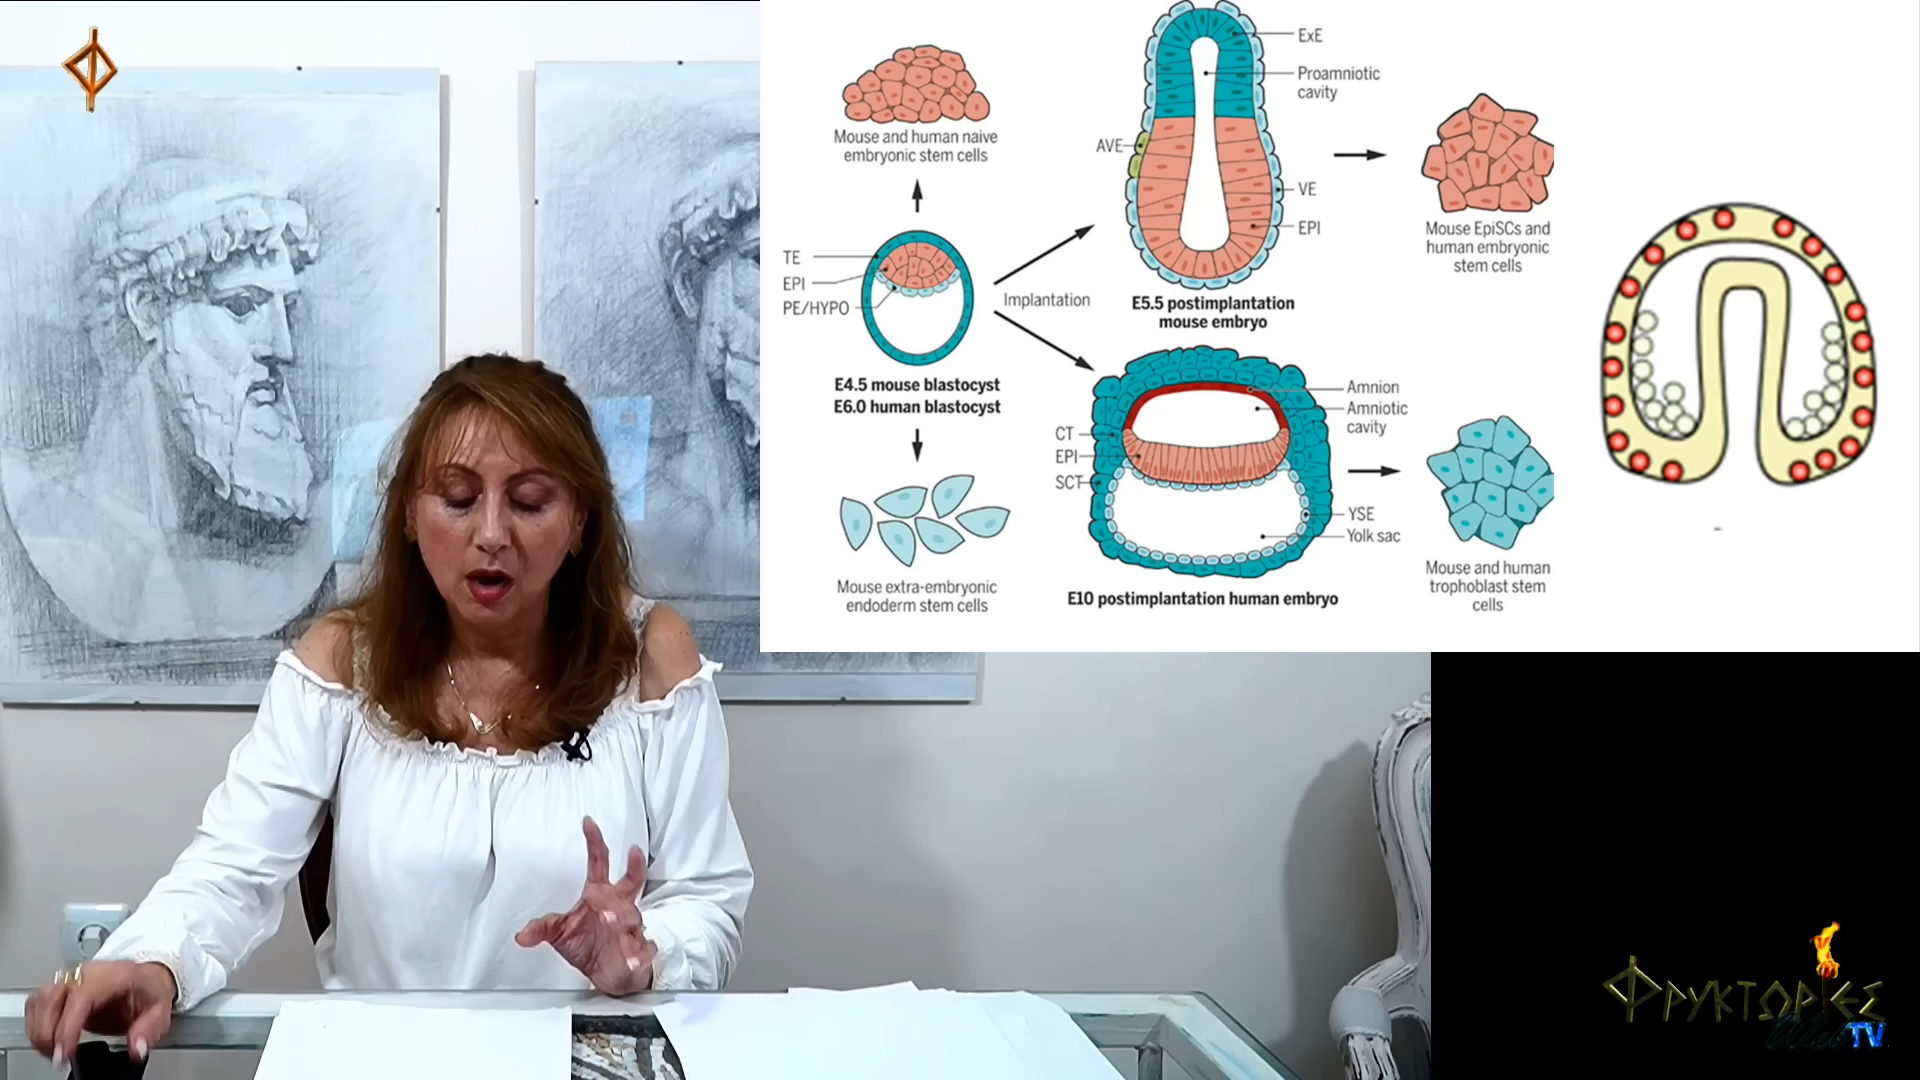 ExE
Proamniotic
cavity
Mouse and human naive
embryonic stem cells
AVE
VE
EPI
Mouse EpiSCs and
human embryonic
stem cells
TE
EPI
PE/HYPO
Implantation
E5.5 postimplantation
mouse embryo
E4.5 mouse blastocyst
E6.0 human blastocyst
Amnion
Amniotic
cavity
CT
EPI
SCT
YSE
Yolk sac
Mouse extra-embryonic
endoderm stem cells
E10 postimplantation human embryo
Mouse and human
trophoblast stem
cells
ΦΡΥΚΤΩΡΙΕΣ
Web TV